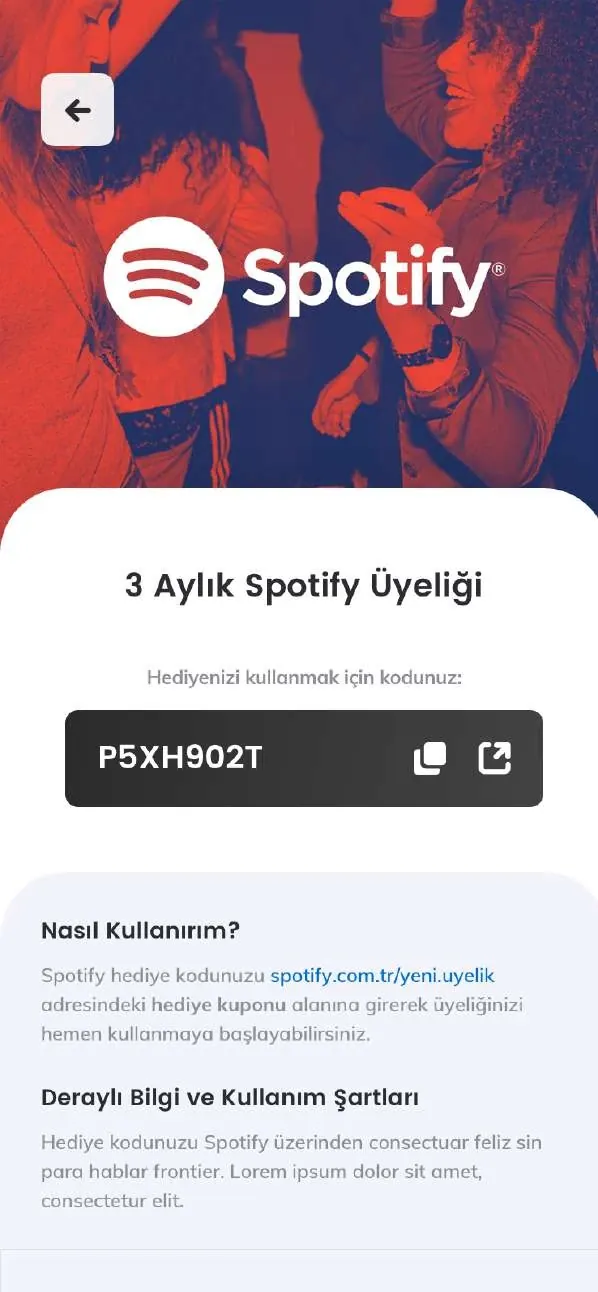 Spotify®
3 Aylık Spotify Üyeliği
Hediyenizi kullanmak için kodunuz:
P5XH902T
Nasıl Kullanırım?
Spotify hediye kodunuzu spotify.com.tr/yeni.uyelik
adresindeki hediye kuponu alanına girerek üyeliğinizi
hemen kullanmaya başlayabilirsiniz.
Deraylı Bilgi ve Kullanım Şartları
Hediye kodunuzu Spotify üzerinden consectuar feliz sin
para hablar frontier. Lorem ipsum dolor sit amet,
consectetur elit.